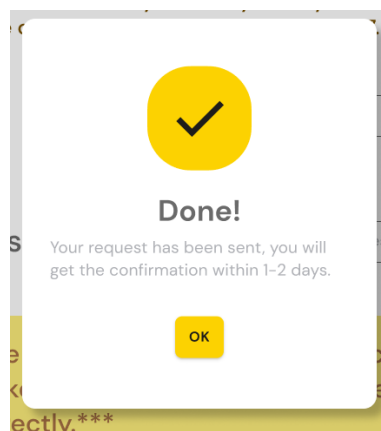 Done!
Your request has been sent, you will
get the confirmation within 1-2 days.
OK
ectly.***